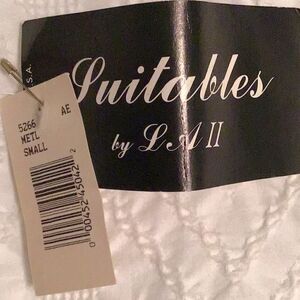 S.A.
Suitables
by L A II
5266 AE
METL
SMALL
0 00452 45042 2